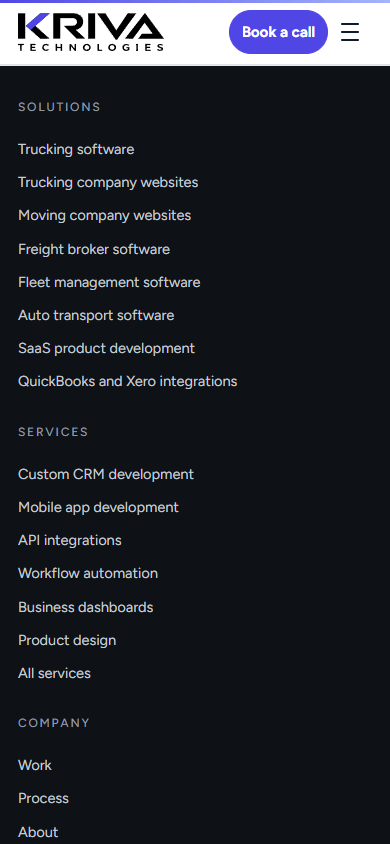 KRIVA
TECHNOLOGIES
Book a call
SOLUTIONS
Trucking software
Trucking company websites
Moving company websites
Freight broker software
Fleet management software
Auto transport software
SaaS product development
QuickBooks and Xero integrations
SERVICES
Custom CRM development
Mobile app development
API integrations
Workflow automation
Business dashboards
Product design
All services
COMPANY
Work
Process
About